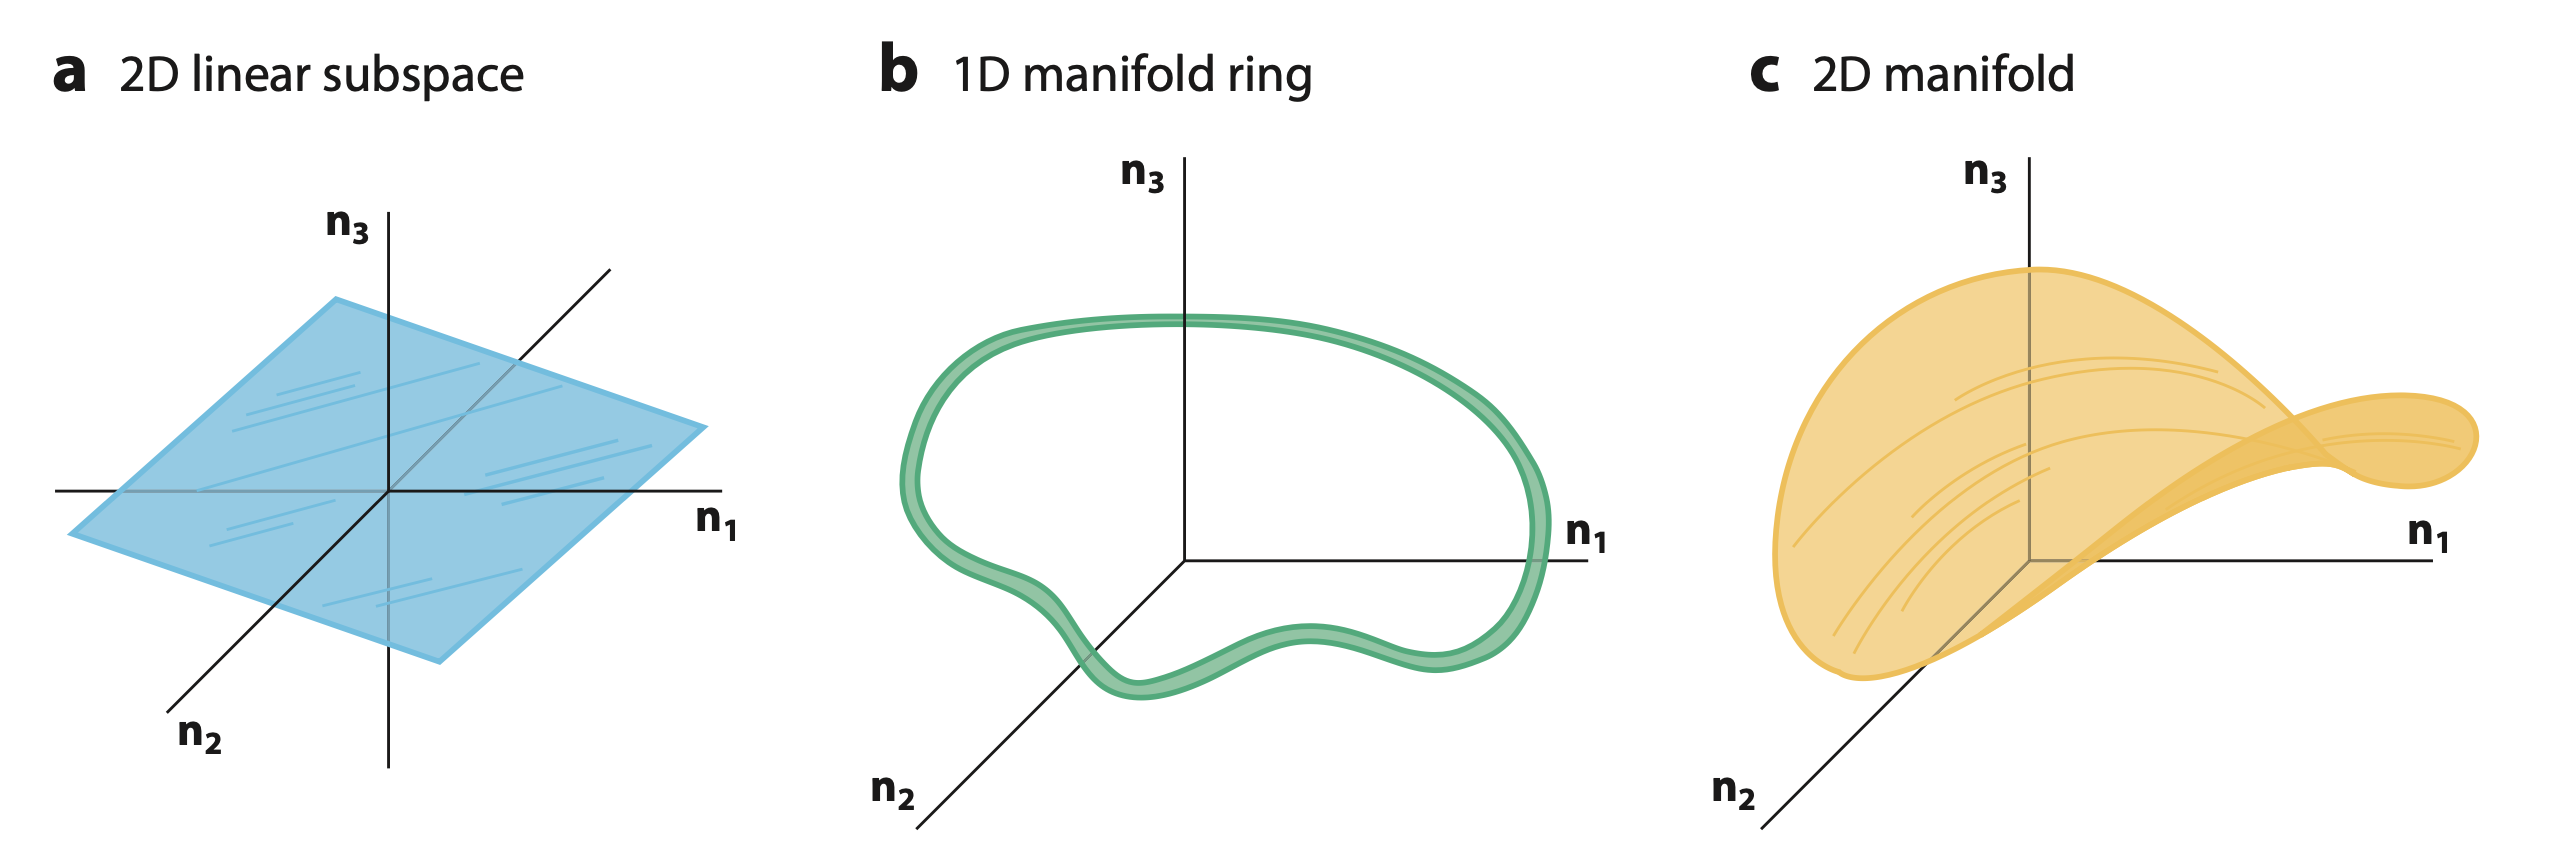 a 2D linear subspace
n3
n1
n2
b 1D manifold ring
n3
n1
n2
c 2D manifold
n3
n1
n2